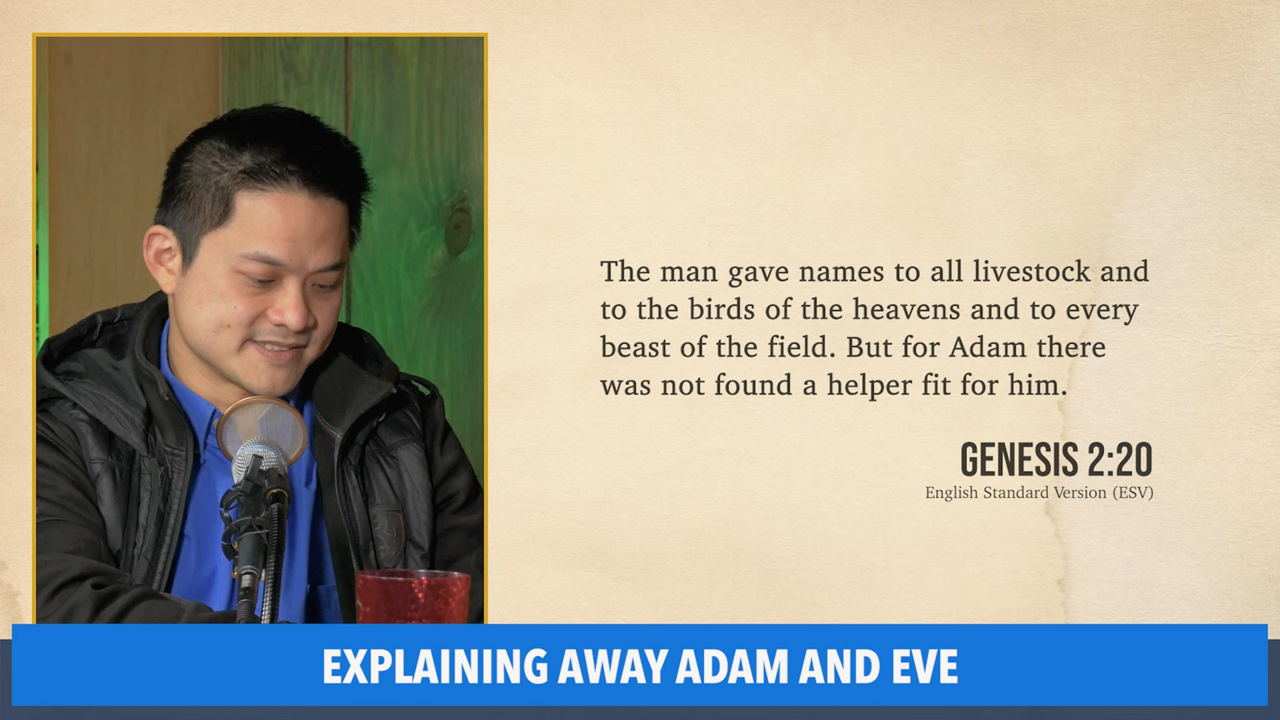 The man gave names to all livestock and
to the birds of the heavens and to every
beast of the field. But for Adam there
was not found a helper fit for him.
GENESIS 2:20
English Standard Version (ESV)
EXPLAINING AWAY ADAM AND EVE